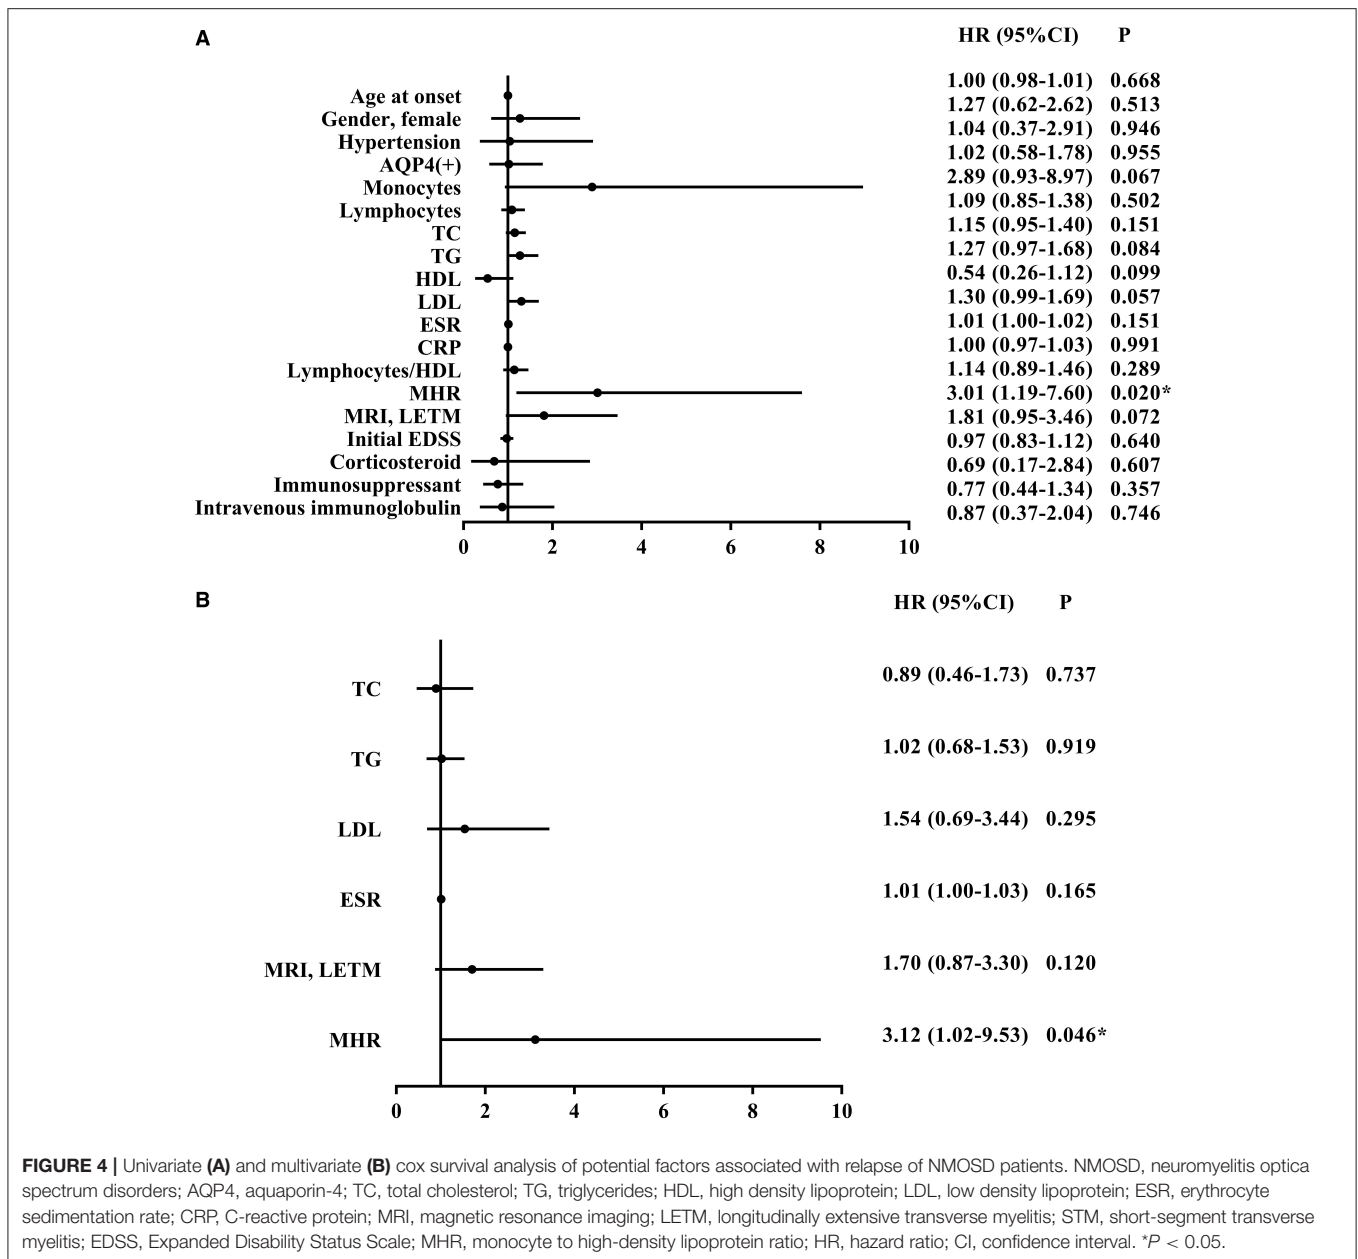 A
HR (95%CI) P
Age at onset 1.00 (0.98-1.01) 0.668
Gender, female 1.27 (0.62-2.62) 0.513
Hypertension 1.04 (0.37-2.91) 0.946
AQP4(+) 1.02 (0.58-1.78) 0.955
Monocytes 2.89 (0.93-8.97) 0.067
Lymphocytes 1.09 (0.85-1.38) 0.502
TC 1.15 (0.95-1.40) 0.151
TG 1.27 (0.97-1.68) 0.084
HDL 0.54 (0.26-1.12) 0.099
LDL 1.30 (0.99-1.69) 0.057
ESR 1.01 (1.00-1.02) 0.151
CRP 1.00 (0.97-1.03) 0.991
Lymphocytes/HDL 1.14 (0.89-1.46) 0.289
MHR 3.01 (1.19-7.60) 0.020*
MRI, LETM 1.81 (0.95-3.46) 0.072
Initial EDSS 0.97 (0.83-1.12) 0.640
Corticosteroid 0.69 (0.17-2.84) 0.607
Immunosuppressant 0.77 (0.44-1.34) 0.357
Intravenous immunoglobulin 0.87 (0.37-2.04) 0.746
0 2 4 6 8 10
B
HR (95%CI) P
TC 0.89 (0.46-1.73) 0.737
TG 1.02 (0.68-1.53) 0.919
LDL 1.54 (0.69-3.44) 0.295
ESR 1.01 (1.00-1.03) 0.165
MRI, LETM 1.70 (0.87-3.30) 0.120
MHR 3.12 (1.02-9.53) 0.046*
0 2 4 6 8 10
FIGURE 4 | Univariate (A) and multivariate (B) cox survival analysis of potential factors associated with relapse of NMOSD patients. NMOSD, neuromyelitis optica
spectrum disorders; AQP4, aquaporin-4; TC, total cholesterol; TG, triglycerides; HDL, high density lipoprotein; LDL, low density lipoprotein; ESR, erythrocyte
sedimentation rate; CRP, C-reactive protein; MRI, magnetic resonance imaging; LETM, longitudinally extensive transverse myelitis; STM, short-segment transverse
myelitis; EDSS, Expanded Disability Status Scale; MHR, monocyte to high-density lipoprotein ratio; HR, hazard ratio; CI, confidence interval. *P < 0.05.